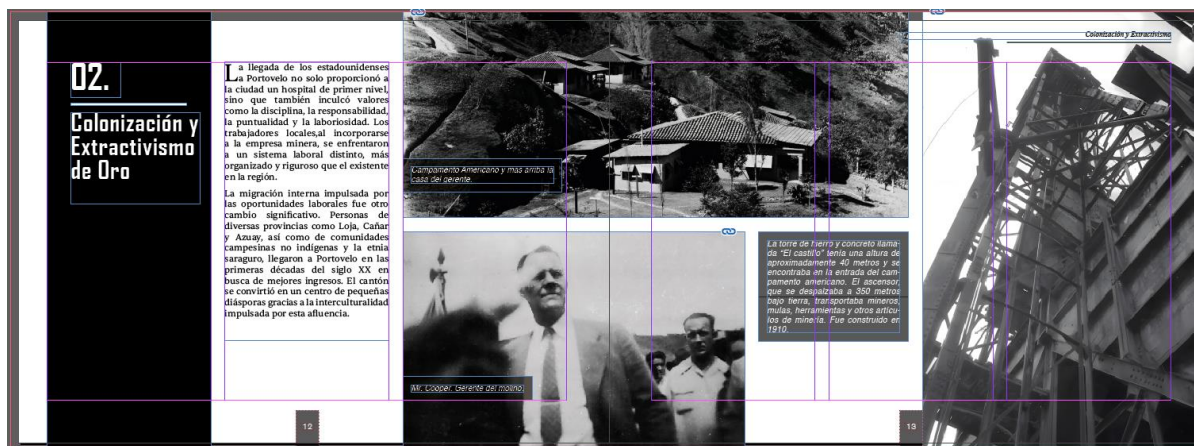 02.
Colonización y
Extractivismo
de Oro
La llegada de los estadounidenses
a Portovelo no solo proporcionó a
la ciudad un hospital de primer nivel,
sino que también inculcó valores
como la disciplina, la responsabilidad,
la puntualidad y la laboriosidad. Los
trabajadores locales,al incorporarse
a la empresa minera, se enfrentaron
a un sistema laboral distinto, más
organizado y riguroso que el existente
en la región.
La migración interna impulsada por
las oportunidades laborales fue otro
cambio significativo. Personas de
diversas provincias como Loja, Cañar
y Azuay, así como de comunidades
campesinas no indígenas y la etnia
saraguro, llegaron a Portovelo en las
primeras décadas del siglo XX en
busca de mejores ingresos. El cantón
se convirtió en un centro de pequeñas
diásporas gracias a la interculturalidad
impulsada por esta afluencia.
12
Campamento Americano y mas arriba la
casa del gerente.
Mr. Cooper. Gerente del molino.
La torre de hierro y concreto llama-
da "El castillo" tenía una altura de
aproximadamente 40 metros y se
encontraba en la entrada del cam-
pamento americano. El ascensor,
que se despalzaba a 350 metros
bajo tierra, transportaba mineros,
mulas, herramientas y otros artícu-
los de minería. Fue construido en
1910.
13
Colonización y Extractivismo